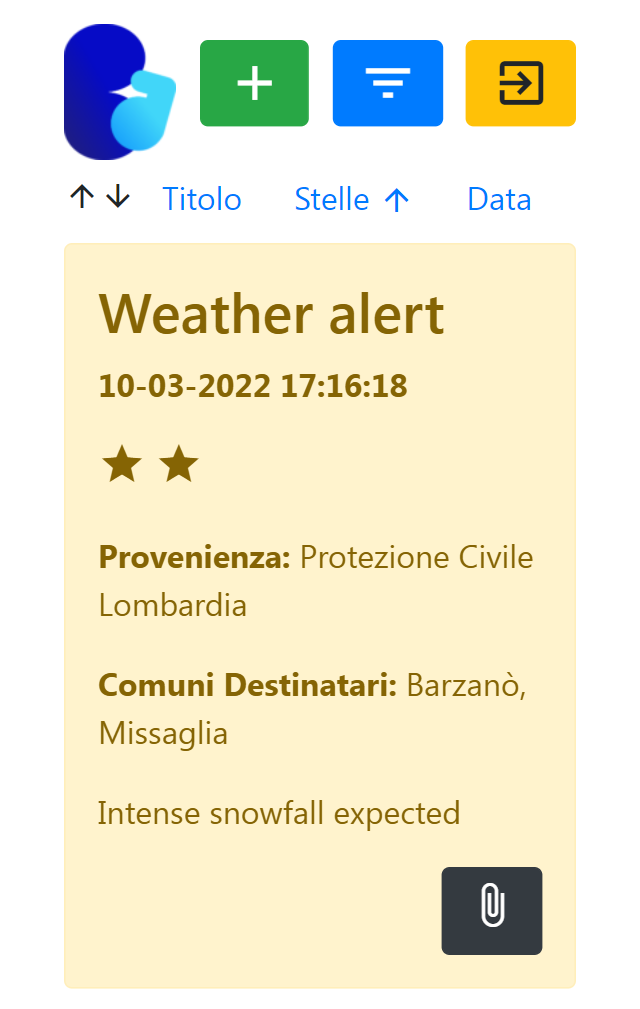 Titolo Stelle Data
Weather alert
10-03-2022 17:16:18
Provenienza: Protezione Civile
Lombardia
Comuni Destinatari: Barzanò,
Missaglia
Intense snowfall expected